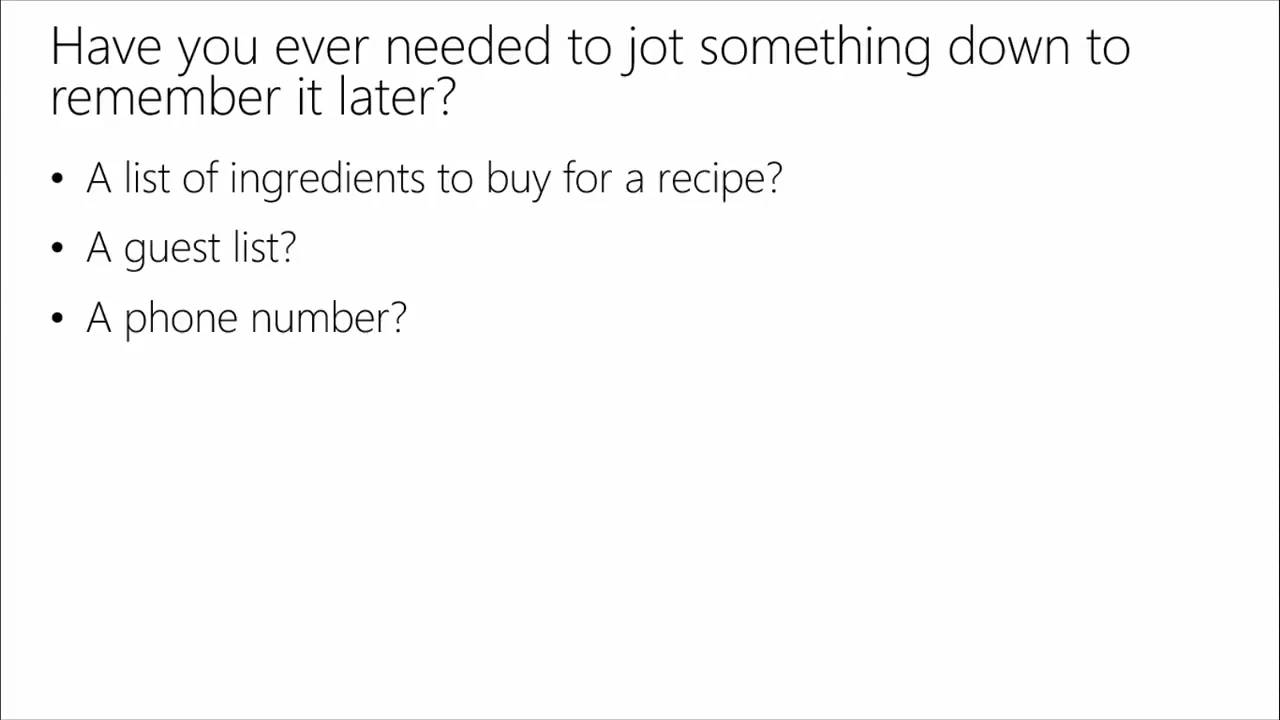 Have you ever needed to jot something down to
remember it later?
• A list of ingredients to buy for a recipe?
• A guest list?
• A phone number?